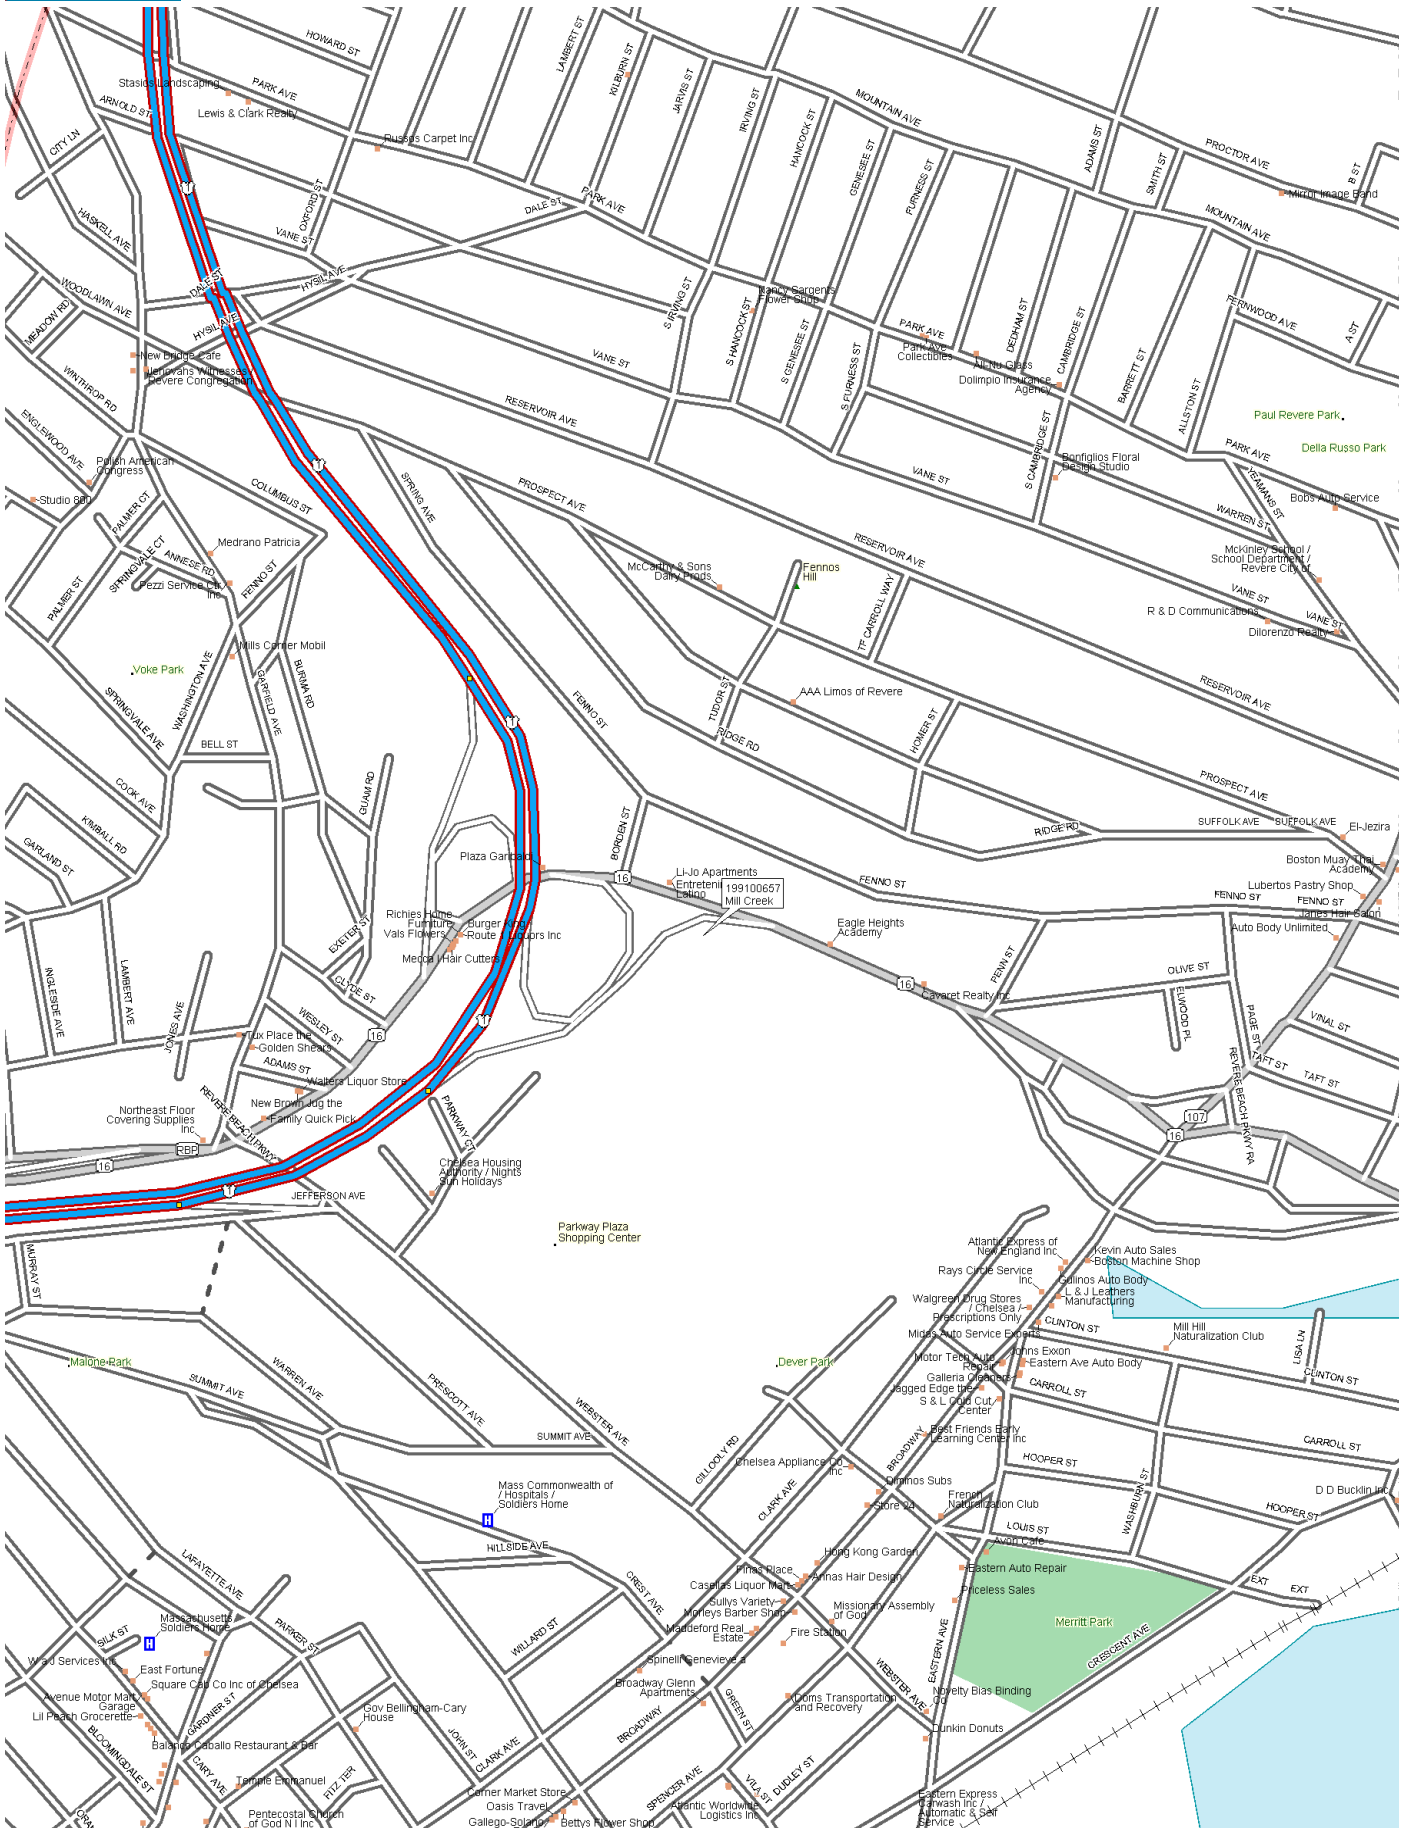 HOWARD ST
LAMBERT ST
KILBURN ST
JARVIS ST
IRVING ST
HANCOCK ST
MOUNTAIN AVE
GENESEE ST
FURNESS ST
ADAMS ST
SMITH ST
PROCTOR AVE
B ST
Mirror Image Band
MOUNTAIN AVE
Stasios Landscaping
PARK AVE
ARNOLD ST
Lewis & Clark Realty
Russos Carpet Inc
CITY LN
HASKELL AVE
OXFORD ST
VANE ST
DALE ST
PARK AVE
1
DALE ST
HYSIL AVE
HYSIL AVE
WOODLAWN AVE
MEADOW RD
S IRVING ST
Nancy Sargents
Flower Shop
S HANCOCK ST
S GENESEE ST
S FURNESS ST
PARK AVE
Park Ave
Collectibles
All-Nu Glass
DEDHAM ST
CAMBRIDGE ST
Dolimpio Insurance
Agency
BARRETT ST
ALLSTON ST
FERNWOOD AVE
A ST
New Bridge Cafe
Jehovahs Witnesses /
Revere Congregation
WINTHROP RD
ENGLEWOOD AVE
VANE ST
RESERVOIR AVE
Paul Revere Park
Della Russo Park
PARK AVE
Polish American
Congress
Studio 800
PALMER CT
COLUMBUS ST
1
SPRING AVE
PROSPECT AVE
S CAMBRIDGE ST
Bonfiglios Floral
Design Studio
VANE ST
YEAMANS ST
Bobs Auto Service
WARREN ST
McKinley School /
School Department /
Revere City of
Medrano Patricia
SPRINGVALE CT
ANNESE RD
Pezzi Service Ctr
Inc
FENNO ST
PALMER ST
McCarthy & Sons
Dairy Prods
Fennos
Hill
RESERVOIR AVE
TF CARROLL WAY
VANE ST
R & D Communications
VANE ST
Dilorenzo Realty
Mills Corner Mobil
Voke Park
WASHINGTON AVE
GARFIELD AVE
BURMA RD
SPRINGVALE AVE
BELL ST
FENNO ST
1
TUDOR ST
AAA Limos of Revere
RIDGE RD
HOMER ST
RESERVOIR AVE
PROSPECT AVE
COOK AVE
KIMBALL RD
GARLAND ST
GUAM RD
BORDEN ST
RIDGE RD
SUFFOLK AVE
SUFFOLK AVE
El-Jezira
Boston Muay Thai
Academy
Plaza Garibaldi
16
Li-Jo Apartments
Latino
199100657
Mill Creek
FENNO ST
FENNO ST
FENNO ST
Lubertos Pastry Shop
Janes Hair Salon
Auto Body Unlimited
Richies Home
Furniture
Vals Flowers
Burger King
Route 1 Liquors Inc
Mecca I Hair Cutters
EXETER ST
CLYDE ST
Eagle Heights
Academy
PENN ST
OLIVE ST
INGLESIDE AVE
LAMBERT AVE
JONES AVE
WESLEY ST
16
1
16
Cavaret Realty Inc
ELWOOD PL
PAGE ST
VINAL ST
Tux Place the
Golden Shears
ADAMS ST
TAFT ST
TAFT ST
REVERE BEACH PKWY RA
Walters Liquor Store
New Brown Jug the
Family Quick Pick
REVERE BEACH PKWY
PARKWAY CT
107
16
Northeast Floor
Covering Supplies
Inc
RBP
16
1
Chelsea Housing
Authority / Nights
Sun Holidays
JEFFERSON AVE
MURRAY ST
Parkway Plaza
Shopping Center
Atlantic Express of
New England Inc
Kevin Auto Sales
Boston Machine Shop
Rays Circle Service
Inc
Gulinos Auto Body
L & J Leathers
Manufacturing
Walgreen Drug Stores
/ Chelsea /
Prescriptions Only
CLINTON ST
Mill Hill
Naturalization Club
LISA LN
Midas Auto Service Experts
Malone Park
Dever Park
Motor Tech Auto
Repair
Johns Exxon
Eastern Ave Auto Body
Galleria Cleaners
CLINTON ST
SUMMIT AVE
WARREN AVE
PRESCOTT AVE
WEBSTER AVE
Jagged Edge the
CARROLL ST
S & L Cold Cut
Center
SUMMIT AVE
GILLOOLY RD
BROADWAY
Best Friends Early
Learning Center Inc
CARROLL ST
Chelsea Appliance Co
Inc
HOOPER ST
WASHBURN ST
Mass Commonwealth of
/ Hospitals /
Soldiers Home
H
CLARK AVE
Diminos Subs
Store 24
French
Naturalization Club
D D Bucklin Inc
HOOPER ST
LOUIS ST
Avon Cafe
HILLSIDE AVE
Hong Kong Garden
LAFAYETTE AVE
CREST AVE
Pinas Place
Annas Hair Design
Casellas Liquor Mart
Eastern Auto Repair
Priceless Sales
EXT
EXT
Sullys Variety
Morleys Barber Shop
Missionary Assembly
of God
Merritt Park
Massachusetts
Soldiers Home
H
SILK ST
PARKER ST
WILLARD ST
Maddeford Real
Estate
Fire Station
EASTERN AVE
CRESCENT AVE
W a J Services Inc
East Fortune
Square Cab Co Inc of Chelsea
Spinelli Genevieve a
Broadway Glenn
Apartments
WEBSTER AVE
Avenue Motor Mart
Garage
Lil Peach Grocerette
GARDNER ST
Gov Bellingham-Cary
House
GREEN ST
Doms Transportation
and Recovery
Novelty Bias Binding
Co
BROADWAY
BLOOMINGDALE ST
Balanco Caballo Restaurant & Bar
JOHN ST
CLARK AVE
Dunkin Donuts
CARY AVE
Temple Emmanuel
FITZ TER
SPENCER AVE
VILA ST
DUDLEY ST
Corner Market Store
Oasis Travel
Gallego-Solano
Bettys Flower Shop
Atlantic Worldwide
Logistics Inc
Pentecostal Church
of God N I Inc
Eastern Express
Carwash Inc /
Automatic & Self
Service